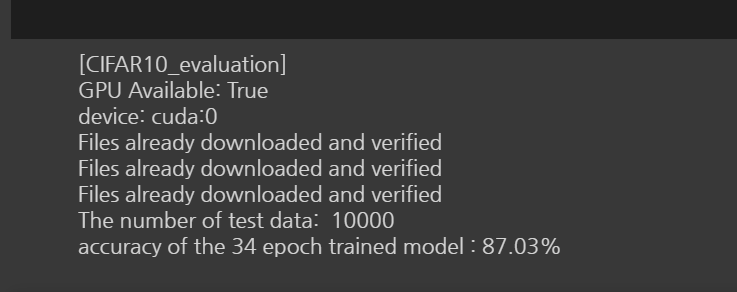 [CIFAR10_evaluation]
GPU Available: True
device: cuda:0
Files already downloaded and verified
Files already downloaded and verified
Files already downloaded and verified
The number of test data:  10000
accuracy of the 34 epoch trained model : 87.03%